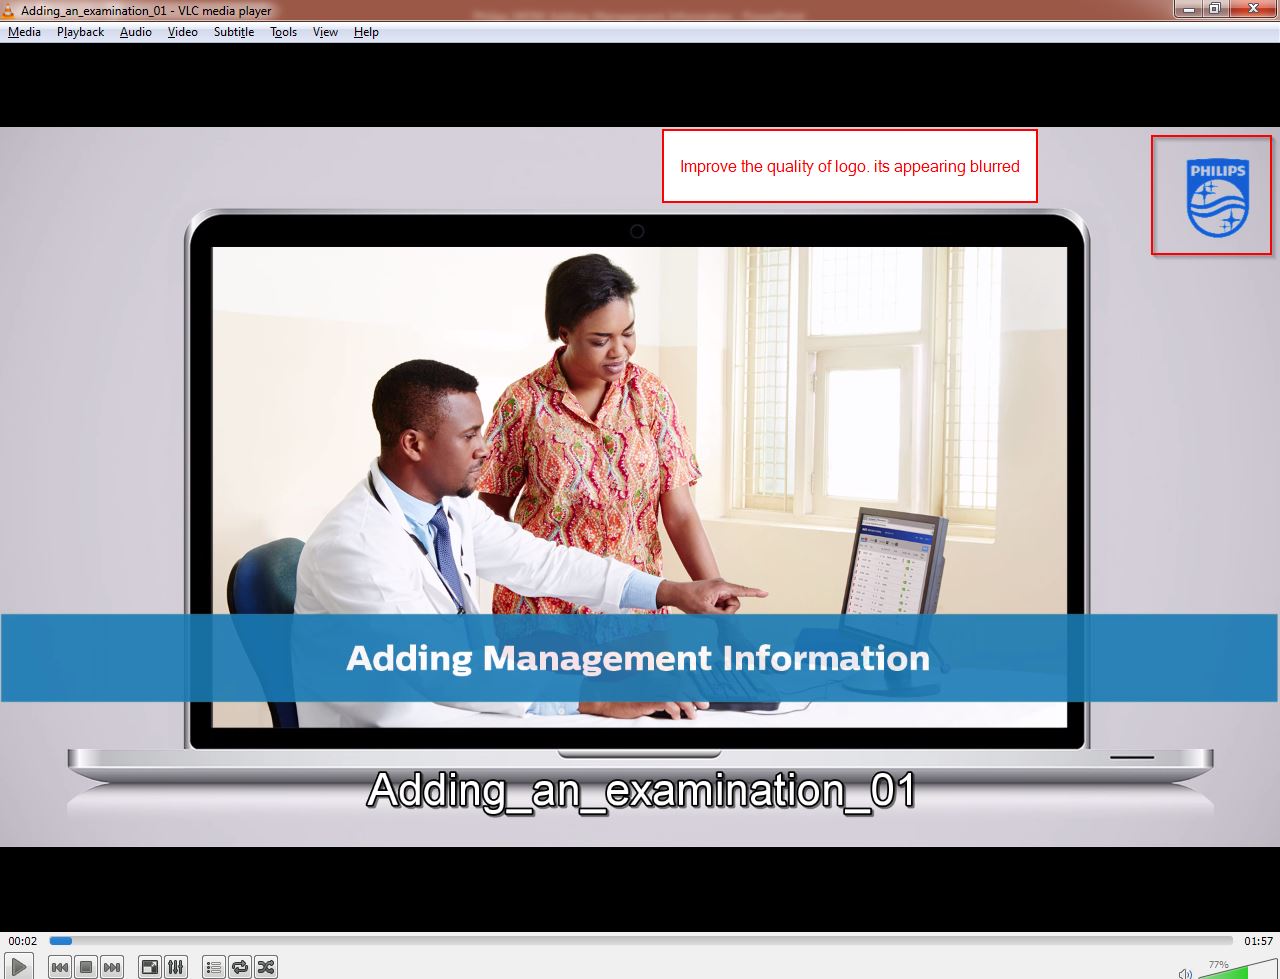 Adding_an_examination_01 - VLC media player
Media Playback Audio Video Subtitle Tools View Help
Improve the quality of logo. its appearing blurred
PHILIPS
Adding Management Information
Adding_an_examination_01
00:02 01:57
77%